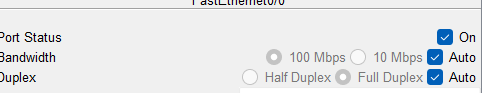 FastEthernet0/0
Port Status On
Bandwidth 100 Mbps 10 Mbps Auto
Duplex Half Duplex Full Duplex Auto